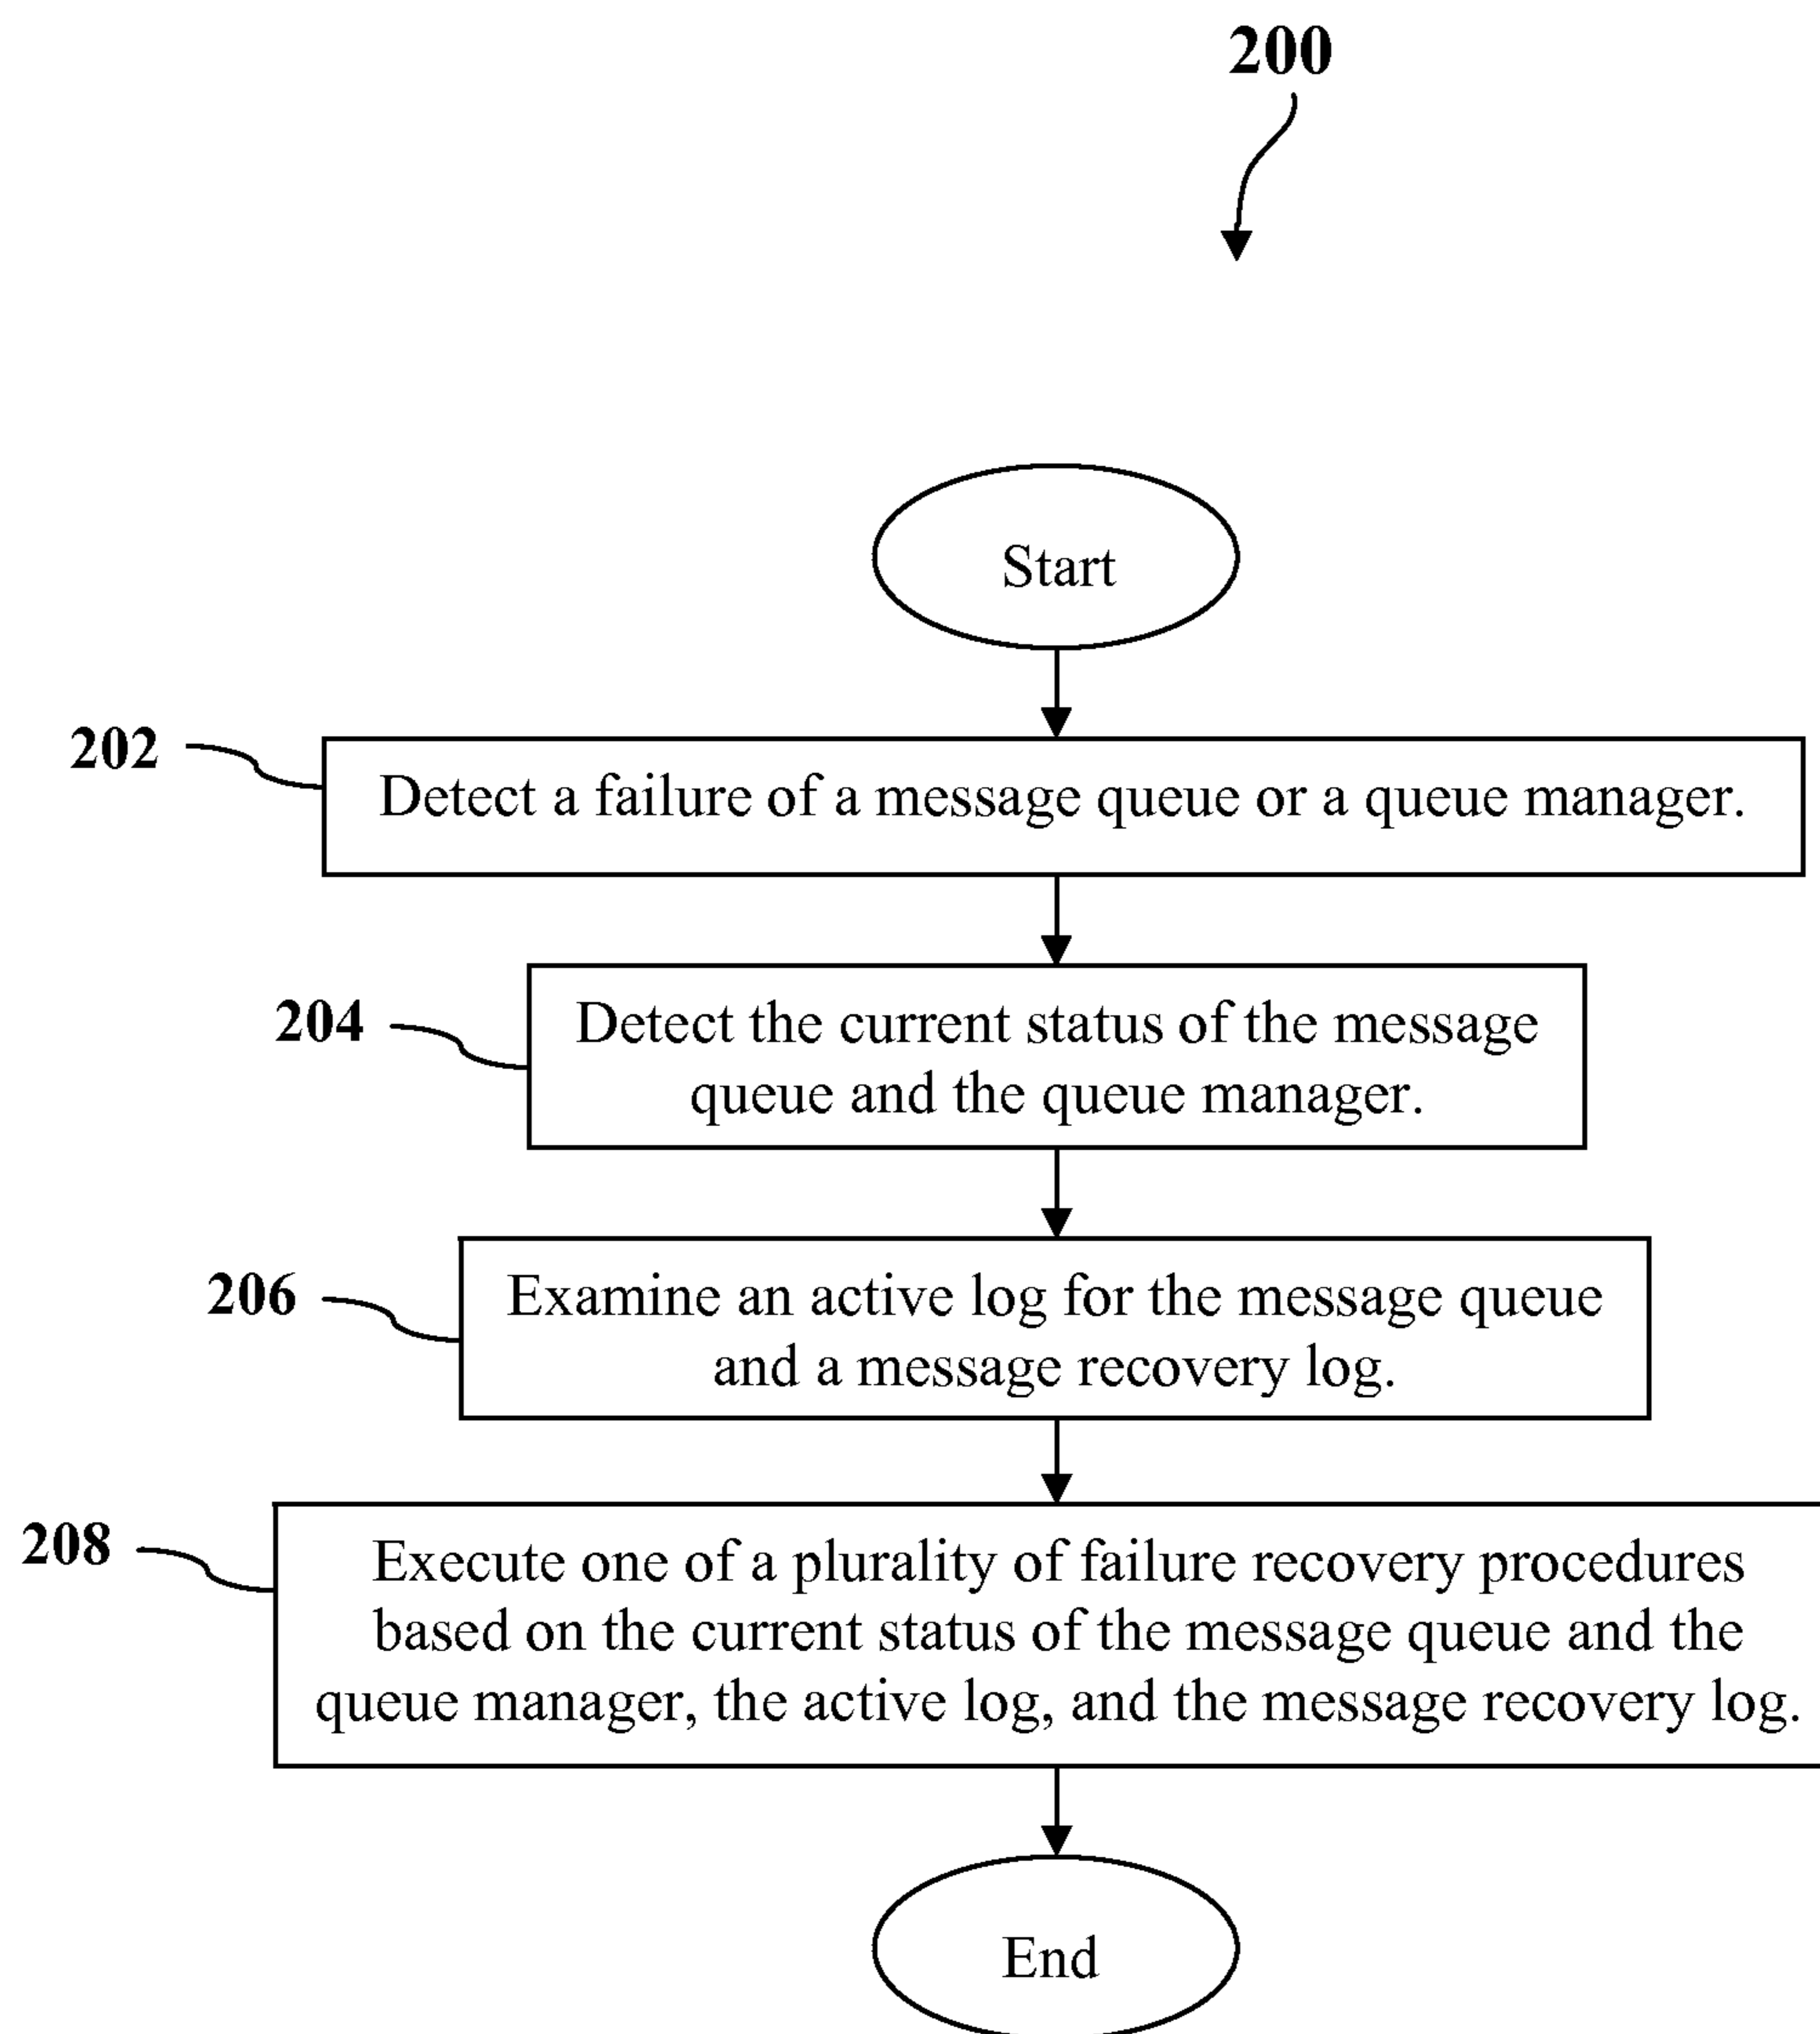 200
Start
202
Detect a failure of a message queue or a queue manager.
204
Detect the current status of the message
queue and the queue manager.
206
Examine an active log for the message queue
and a message recovery log.
208
Execute one of a plurality of failure recovery procedures
based on the current status of the message queue and the
queue manager, the active log, and the message recovery log.
End